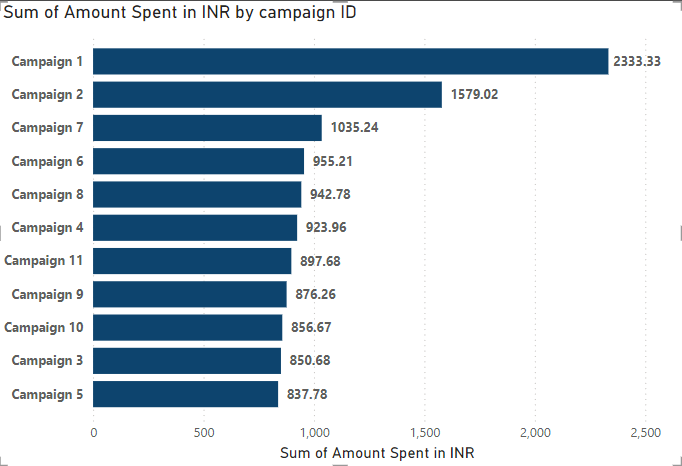 Sum of Amount Spent in INR by campaign ID
Campaign 1 2333.33
Campaign 2 1579.02
Campaign 7 1035.24
Campaign 6 955.21
Campaign 8 942.78
Campaign 4 923.96
Campaign 11 897.68
Campaign 9 876.26
Campaign 10 856.67
Campaign 3 850.68
Campaign 5 837.78
0 500 1,000 1,500 2,000 2,500
Sum of Amount Spent in INR